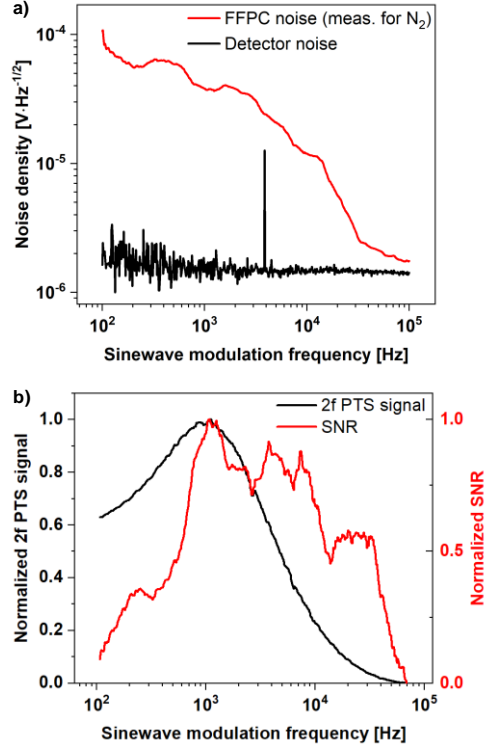 a)
FFPC noise (meas. for N₂)
Detector noise
Noise density [V·Hz⁻¹ᐟ²]
10⁻⁴
10⁻⁵
10⁻⁶
10² 10³ 10⁴ 10⁵
Sinewave modulation frequency [Hz]
b)
2f PTS signal
SNR
Normalized 2f PTS signal
1.0
0.8
0.6
0.4
0.2
0.0
Normalized SNR
1.0
0.5
0.0
10² 10³ 10⁴ 10⁵
Sinewave modulation frequency [Hz]